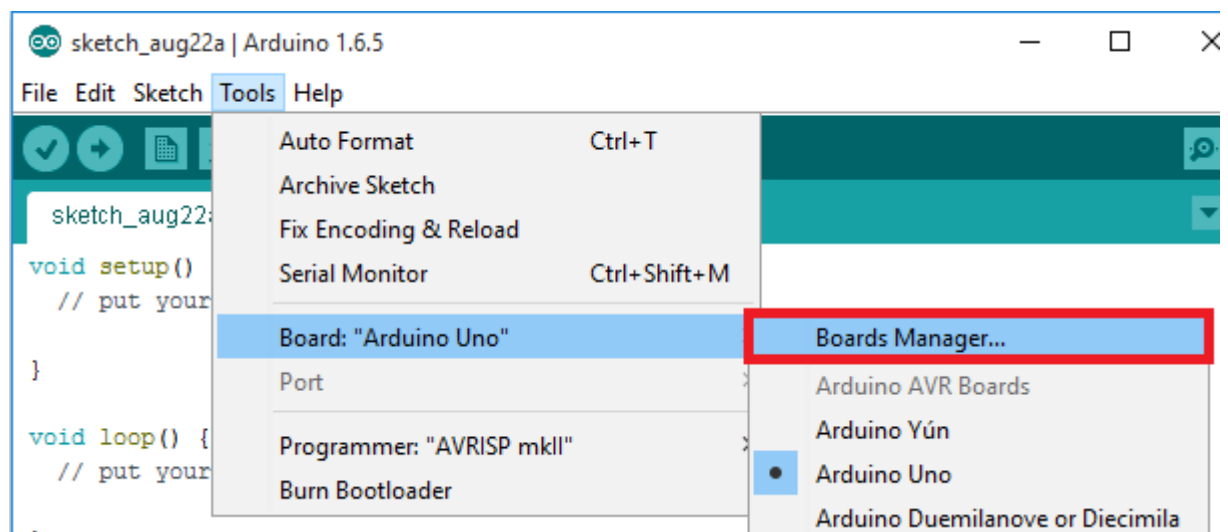 sketch_aug22a | Arduino 1.6.5
File Edit Sketch Tools Help
Auto Format Ctrl+T
Archive Sketch
sketch_aug22
Fix Encoding & Reload
void setup()
Serial Monitor Ctrl+Shift+M
// put your
Board: "Arduino Uno" Boards Manager...
}
Port Arduino AVR Boards
Arduino Yún
void loop() {
Programmer: "AVRISP mkII"
// put your
Arduino Uno
Burn Bootloader
Arduino Duemilanove or Diecimila